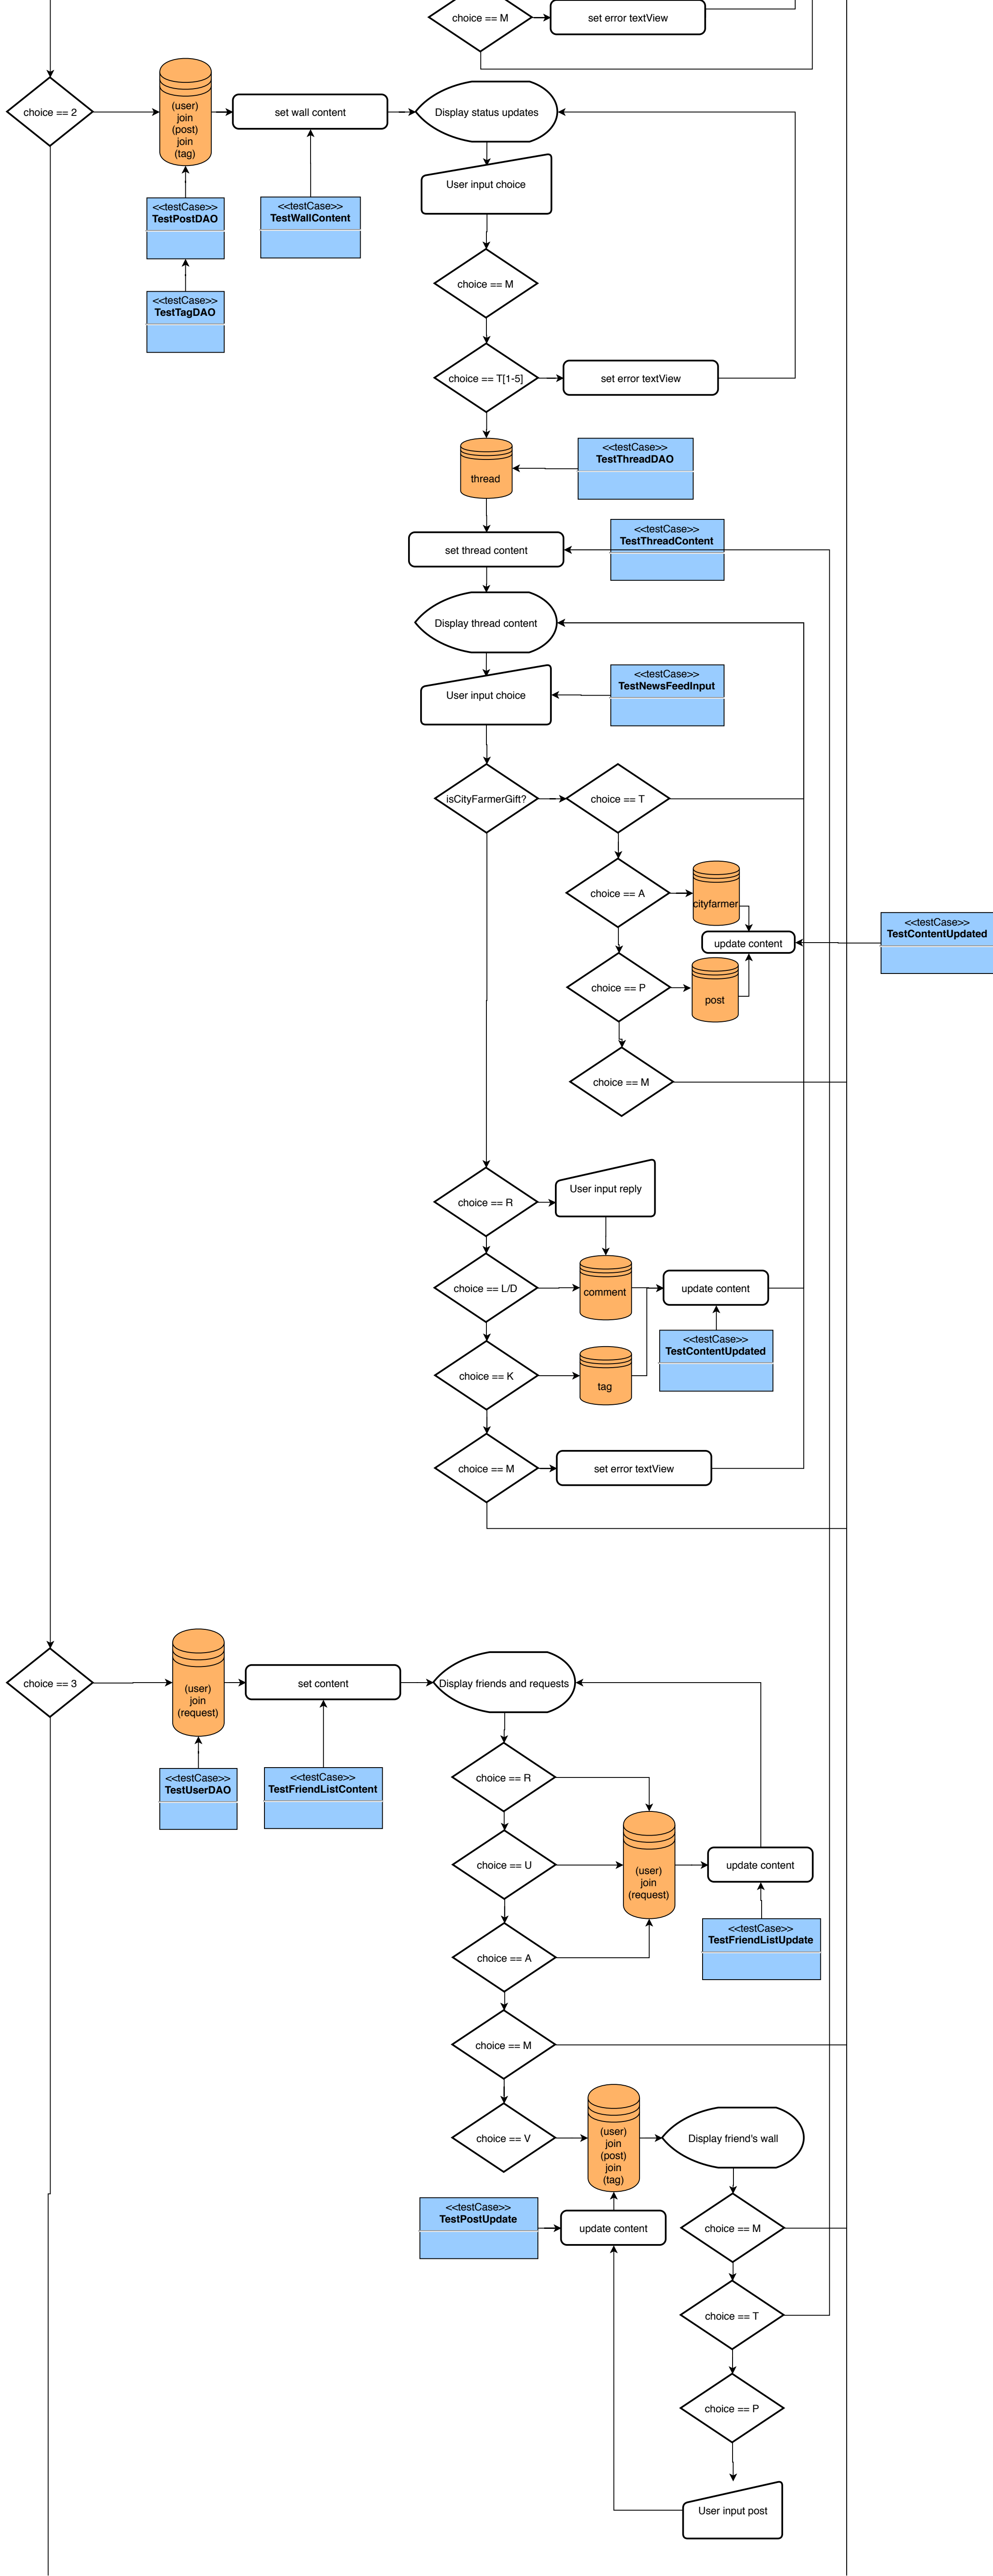 choice == M
set error textView
choice == 2
(user)
join
(post)
join
(tag)
set wall content
Display status updates
<<testCase>>
TestPostDAO
<<testCase>>
TestWallContent
User input choice
<<testCase>>
TestTagDAO
choice == M
choice == T[1-5]
set error textView
thread
<<testCase>>
TestThreadDAO
set thread content
<<testCase>>
TestThreadContent
Display thread content
User input choice
<<testCase>>
TestNewsFeedInput
isCityFarmerGift?
choice == T
choice == A
cityfarmer
update content
<<testCase>>
TestContentUpdated
choice == P
post
choice == M
choice == R
User input reply
choice == L/D
comment
update content
<<testCase>>
TestContentUpdated
choice == K
tag
choice == M
set error textView
choice == 3
(user)
join
(request)
set content
Display friends and requests
<<testCase>>
TestUserDAO
<<testCase>>
TestFriendListContent
choice == R
choice == U
(user)
join
(request)
update content
<<testCase>>
TestFriendListUpdate
choice == A
choice == M
choice == V
(user)
join
(post)
join
(tag)
Display friend's wall
<<testCase>>
TestPostUpdate
update content
choice == M
choice == T
choice == P
User input post